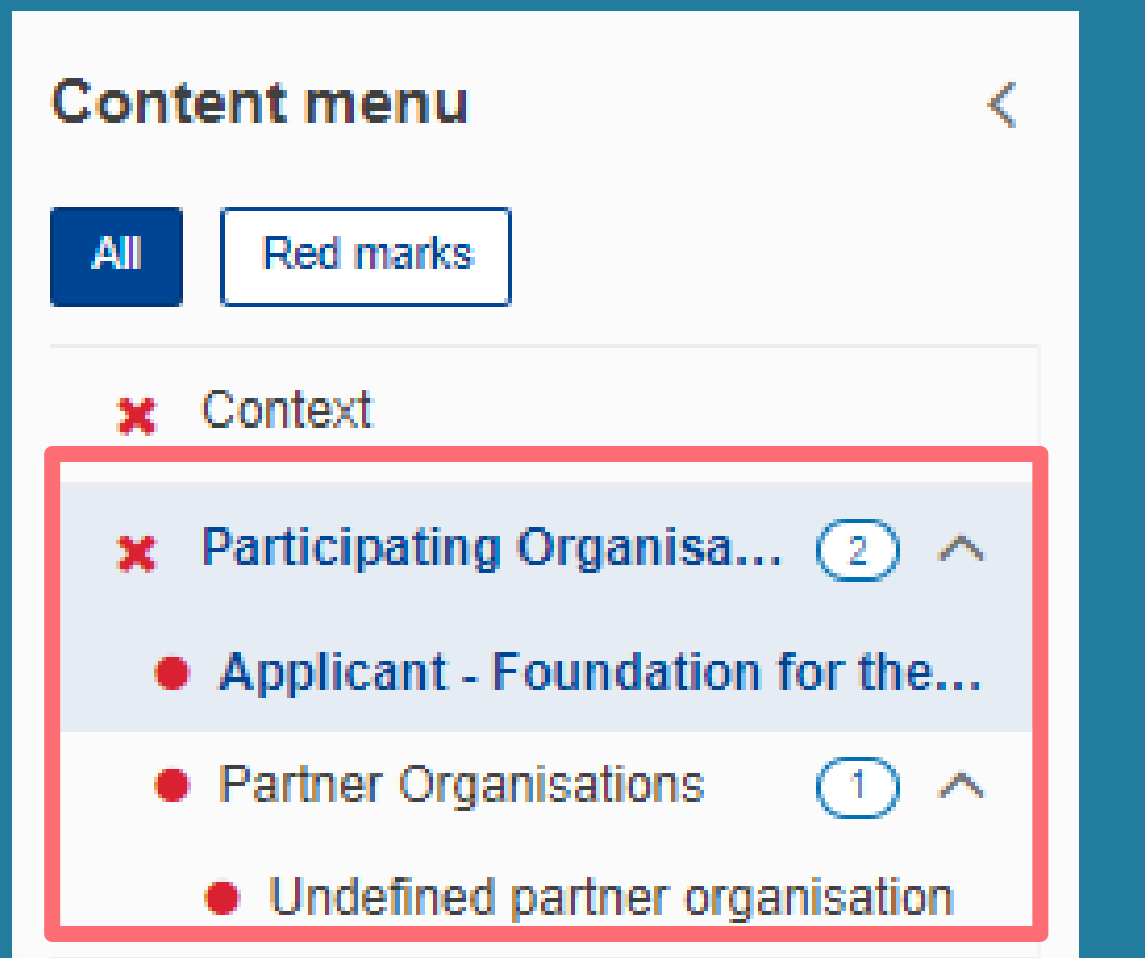 Content menu
All Red marks
Context
Participating Organisa... 2
Applicant - Foundation for the...
Partner Organisations 1
Undefined partner organisation